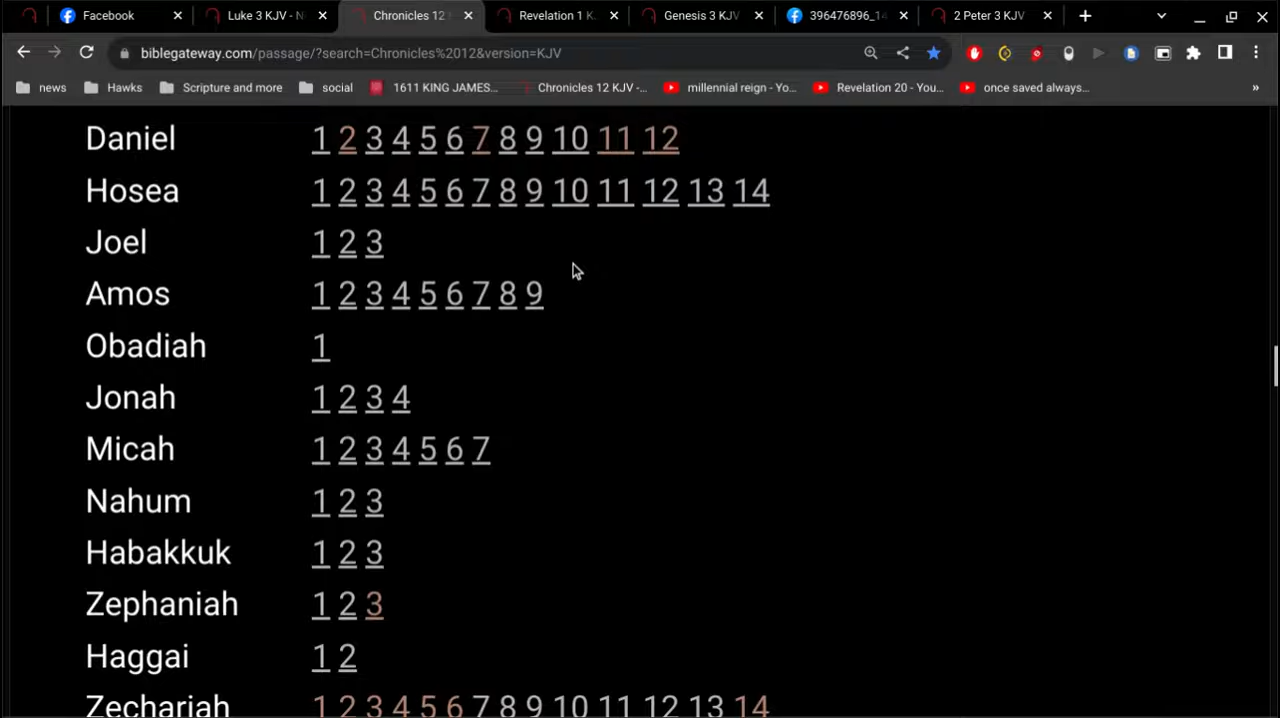 Facebook
Luke 3 KJV - N
Chronicles 12
Revelation 1 K
Genesis 3 KJV
396476896_1
2 Peter 3 KJV
biblegateway.com/passage/?search=Chronicles%2012&version=KJV
news
Hawks
Scripture and more
social
1611 KING JAMES...
Chronicles 12 KJV -...
millennial reign - Yo...
Revelation 20 - You...
once saved always...
»
Daniel 1 2 3 4 5 6 7 8 9 10 11 12
Hosea 1 2 3 4 5 6 7 8 9 10 11 12 13 14
Joel 1 2 3
Amos 1 2 3 4 5 6 7 8 9
Obadiah 1
Jonah 1 2 3 4
Micah 1 2 3 4 5 6 7
Nahum 1 2 3
Habakkuk 1 2 3
Zephaniah 1 2 3
Haggai 1 2
Zechariah 1 2 3 4 5 6 7 8 9 10 11 12 13 14